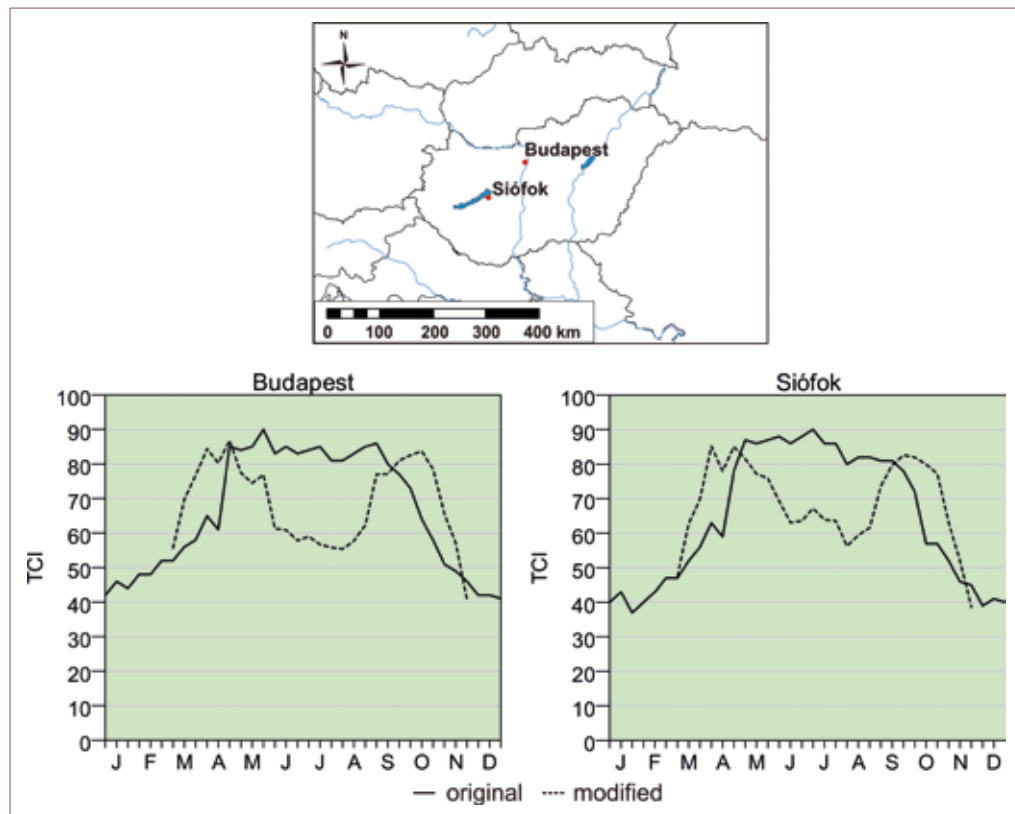 N
Budapest
Siófok
0 100 200 300 400 km
Budapest
TCI
100
90
80
70
60
50
40
30
20
10
0
J F M A M J J A S O N D
Siófok
TCI
100
90
80
70
60
50
40
30
20
10
0
J F M A M J J A S O N D
original modified